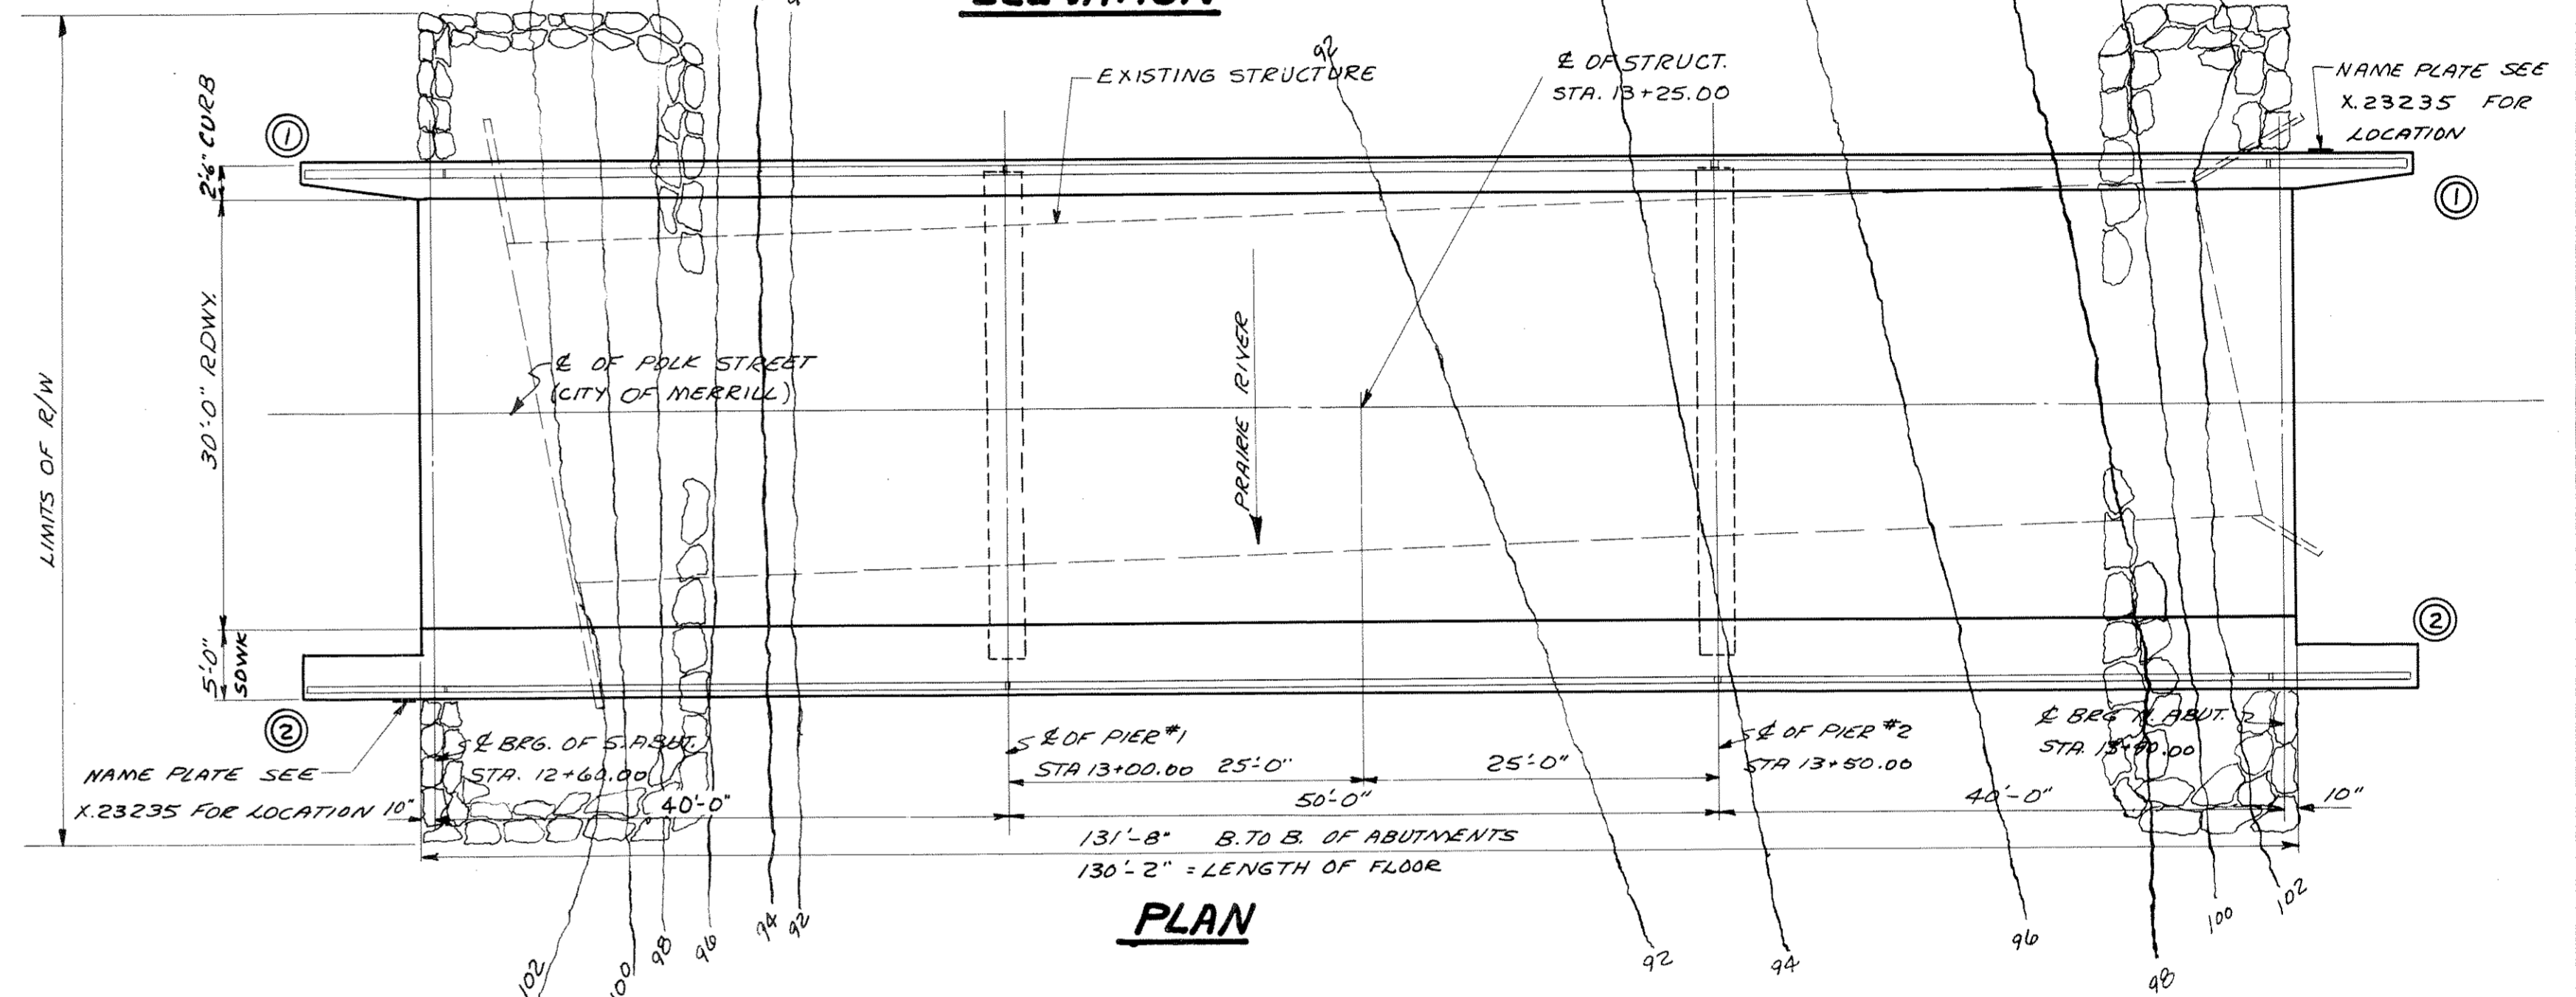 ELEVATION
92
EXISTING STRUCTURE
℄ OF STRUCT.
STA. 13+25.00
NAME PLATE SEE
X.23235 FOR
LOCATION
1
2'-6" CURB
1
30'-0" RDWY.
LIMITS OF R/W
℄ OF POLK STREET
(CITY OF MERRILL)
PRAIRIE RIVER
5'-0"
SDWK
2
2
℄ BRG. OF S. ABUT.
STA. 12+60.00
NAME PLATE SEE
X.23235 FOR LOCATION
℄ OF PIER #1
STA 13+00.00
25'-0"
25'-0"
℄ OF PIER #2
STA 13+50.00
℄ BRG N. ABUT.
STA. 13+90.00
10"
40'-0"
50'-0"
40'-0"
10"
131'-8" B. TO B. OF ABUTMENTS
130'-2" = LENGTH OF FLOOR
PLAN
102
100
98
96
94
92
92
94
96
98
100
102